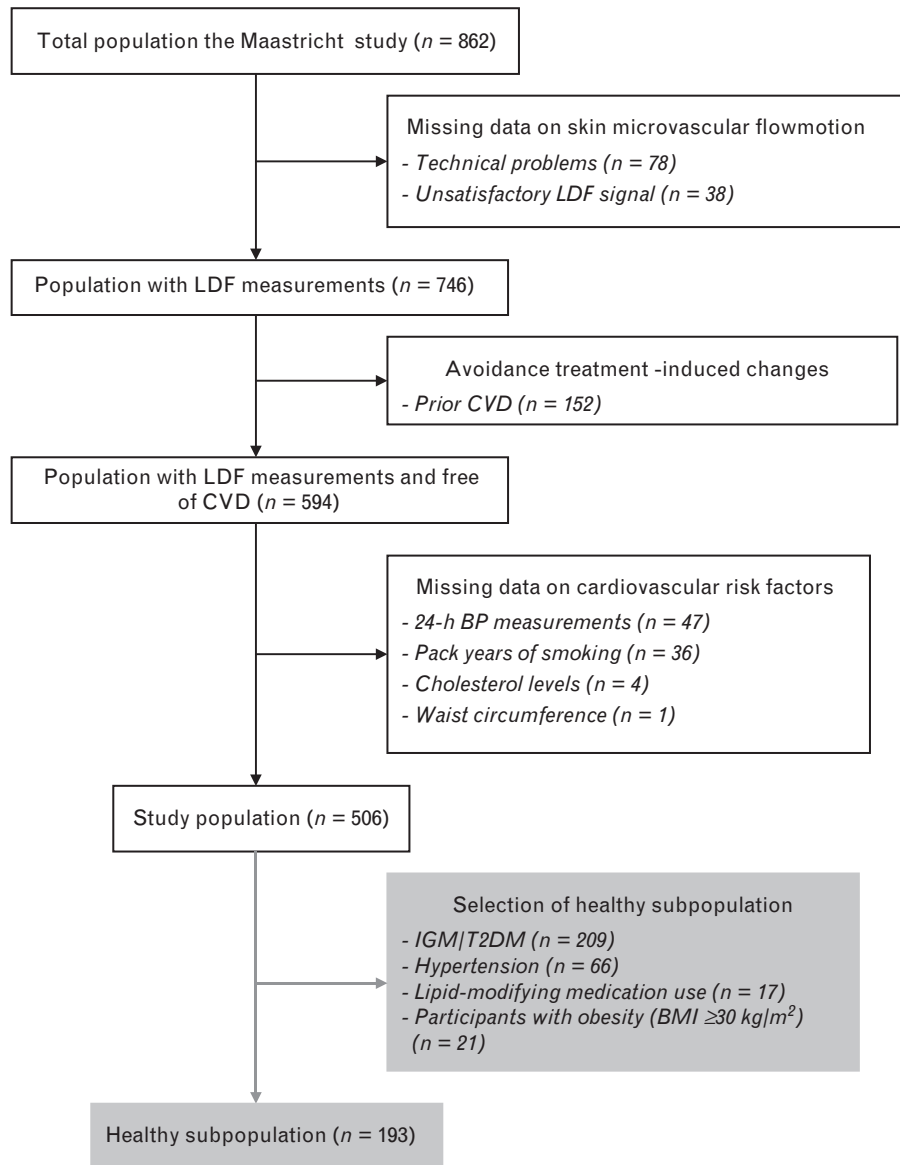 Total population the Maastricht study (n = 862)
Missing data on skin microvascular flowmotion
- Technical problems (n = 78)
- Unsatisfactory LDF signal (n = 38)
Population with LDF measurements (n = 746)
Avoidance treatment -induced changes
- Prior CVD (n = 152)
Population with LDF measurements and free
of CVD (n = 594)
Missing data on cardiovascular risk factors
- 24-h BP measurements (n = 47)
- Pack years of smoking (n = 36)
- Cholesterol levels (n = 4)
- Waist circumference (n = 1)
Study population (n = 506)
Selection of healthy subpopulation
- IGM|T2DM (n = 209)
- Hypertension (n = 66)
- Lipid-modifying medication use (n = 17)
- Participants with obesity (BMI ≥30 kg|m²)
(n = 21)
Healthy subpopulation (n = 193)